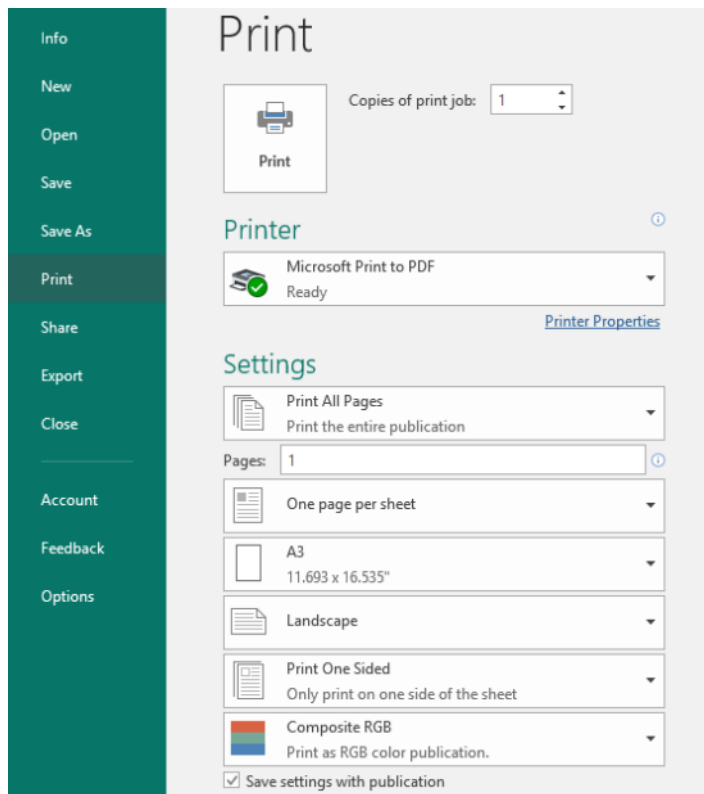 Info
New
Open
Save
Save As
Print
Share
Export
Close
Account
Feedback
Options
Print
Print
Copies of print job: 1
Printer
Microsoft Print to PDF
Ready
Printer Properties
Settings
Print All Pages
Print the entire publication
Pages: 1
One page per sheet
A3
11.693 x 16.535"
Landscape
Print One Sided
Only print on one side of the sheet
Composite RGB
Print as RGB color publication.
Save settings with publication